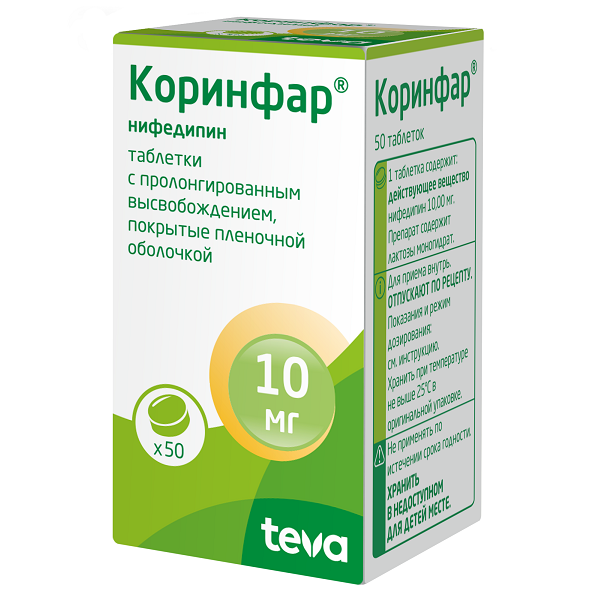 Коринфар®
нифедипин
таблетки
с пролонгированным
высвобождением,
покрытые пленочной
оболочкой
10
мг
x50
teva
10 мг
teva
Коринфар®
50 таблеток
1 таблетка содержит:
Действующее вещество
нифедипин 10,00 мг.
Препарат содержит
лактозы моногидрат.
Для приема внутрь.
ОТПУСКАЮТ ПО РЕЦЕПТУ.
Показания и режим
дозирования:
см. инструкцию.
Хранить при температуре
не выше 25°C в
оригинальной упаковке.
Не применять по
истечении срока годности.
ХРАНИТЬ
В НЕДОСТУПНОМ
ДЛЯ ДЕТЕЙ МЕСТЕ.